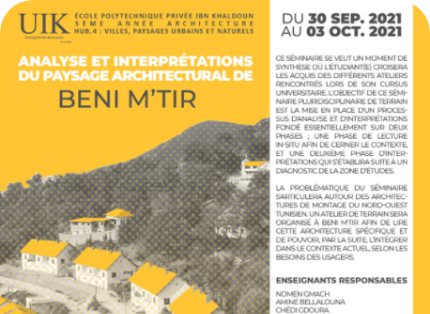 UIK
ÉCOLE POLYTECHNIQUE PRIVÉE IBN KHALDOUN
5ÈME ANNÉE ARCHITECTURE
HUB.4 : VILLES, PAYSAGES URBAINS ET NATURELS
ANALYSE ET INTERPRÉTATIONS
DU PAYSAGE ARCHITECTURAL DE
BENI M'TIR
DU 30 SEP. 2021
AU 03 OCT. 2021
CE SÉMINAIRE SE VEUT UN MOMENT DE
SYNTHÈSE OÙ L'ÉTUDIANT(E) CROISERA
LES ACQUIS DES DIFFÉRENTS ATELIERS
RENCONTRÉS LORS DE SON CURSUS
UNIVERSITAIRE. L'OBJECTIF DE CE SÉMI-
NAIRE PLURIDISCIPLINAIRE DE TERRAIN
EST LA MISE EN PLACE D'UN PROCES-
SUS D'ANALYSE ET D'INTERPRÉTATIONS
FONDÉ ESSENTIELLEMENT SUR DEUX
PHASES ; UNE PHASE DE LECTURE
IN-SITU AFIN DE CERNER LE CONTEXTE,
ET UNE DEUXIÈME PHASE D'INTER-
PRÉTATIONS QUI S'ÉTABLIRA SUITE À UN
DIAGNOSTIC DE LA ZONE D'ÉTUDES.
LA PROBLÉMATIQUE DU SÉMINAIRE
S'ARTICULERA AUTOUR DES ARCHITEC-
TURES DE MONTAGE DU NORD-OUEST
TUNISIEN. UN ATELIER DE TERRAIN SERA
ORGANISÉ À BENI M'TIR AFIN DE LIRE
CETTE ARCHITECTURE SPÉCIFIQUE ET
DE POUVOIR, PAR LA SUITE, L'INTÉGRER
DANS LE CONTEXTE ACTUEL, SELON LES
BESOINS DES USAGERS.
ENSEIGNANTS RESPONSABLES
NOMEN GMACH
AMINE BELLALOUNA
CHÉDI GDOURA